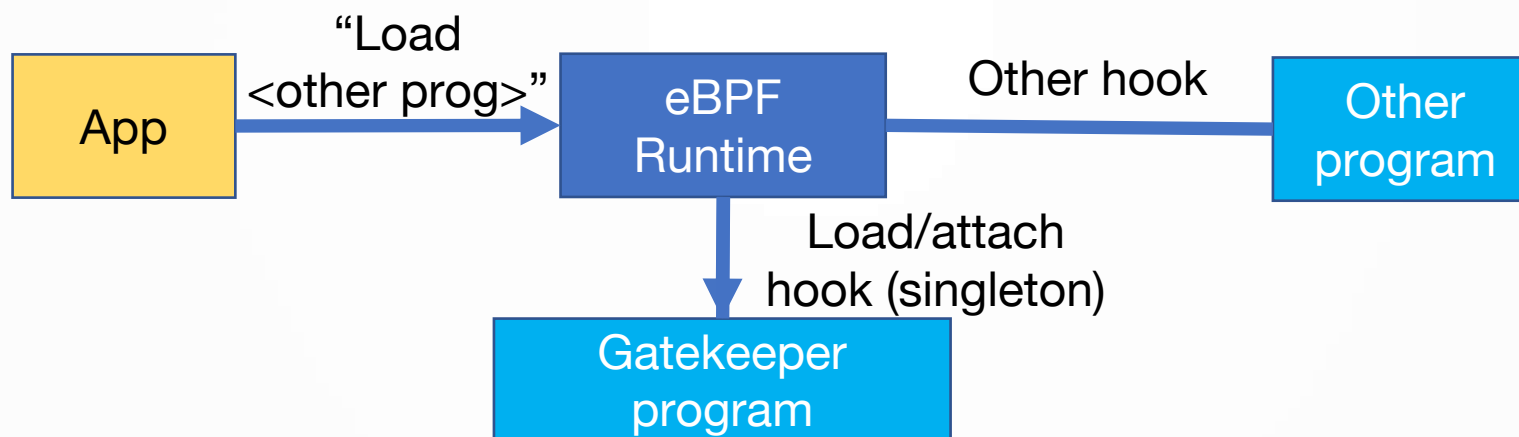 “Load
<other prog>”
App
eBPF
Runtime
Other hook
Other
program
Load/attach
hook (singleton)
Gatekeeper
program